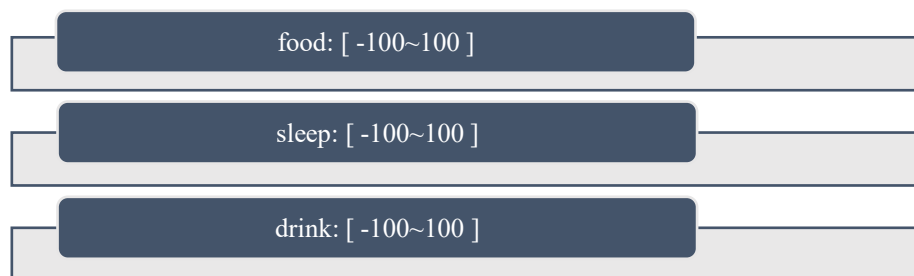 food: [ -100~100 ]
sleep: [ -100~100 ]
drink: [ -100~100 ]